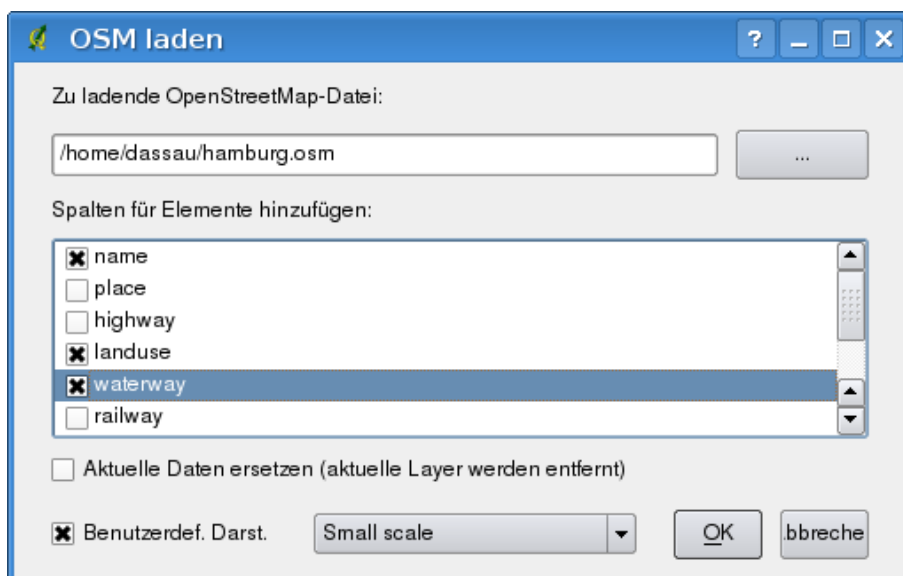 OSM laden
?
Zu ladende OpenStreetMap-Datei:
/home/dassau/hamburg.osm
...
Spalten für Elemente hinzufügen:
name
place
highway
landuse
waterway
railway
Aktuelle Daten ersetzen (aktuelle Layer werden entfernt)
Benutzerdef. Darst.
Small scale
OK
.bbreche